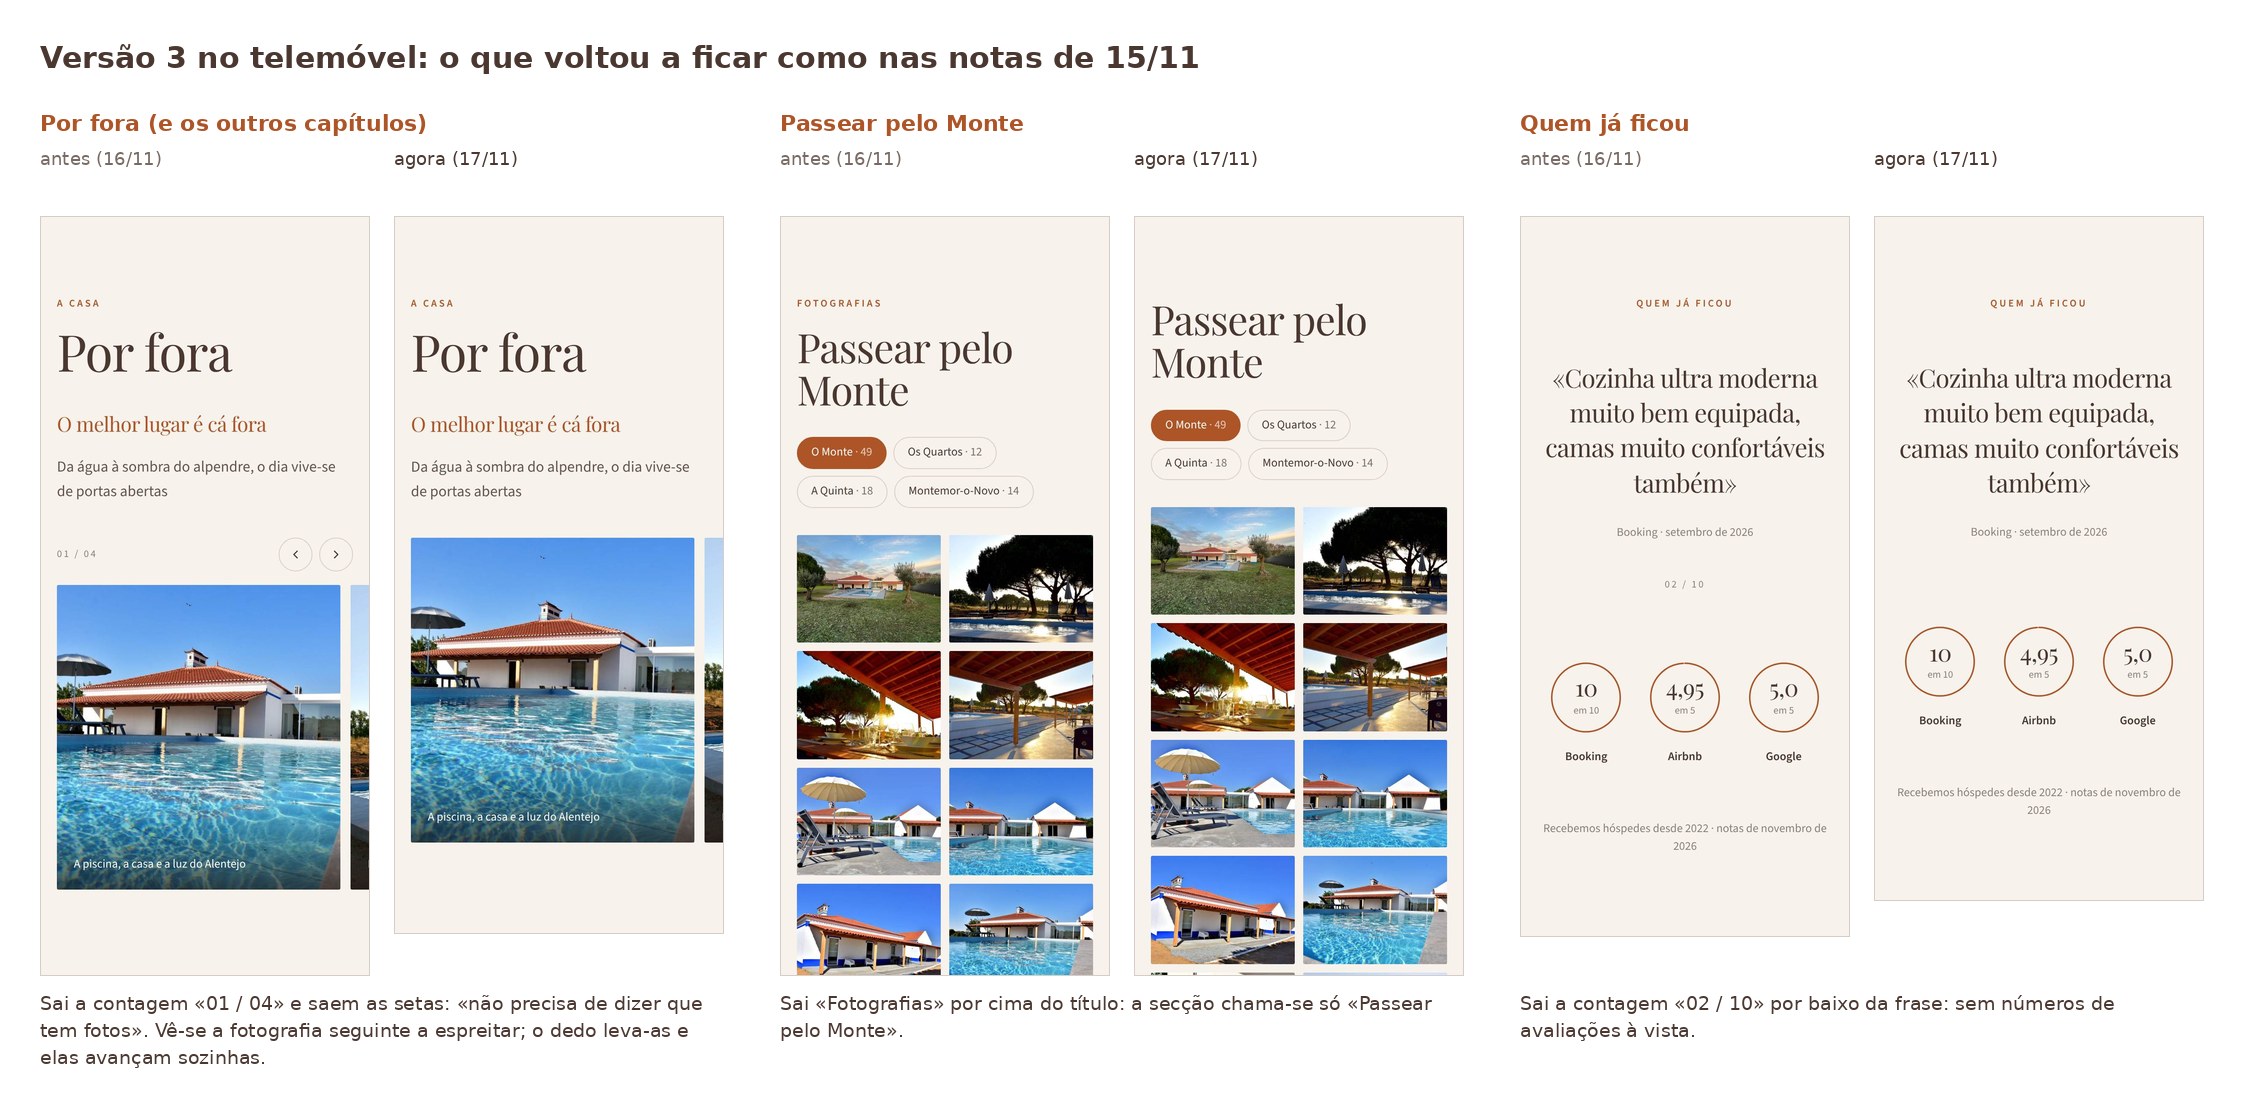 Versão 3 no telemóvel: o que voltou a ficar como nas notas de 15/11
Por fora (e os outros capítulos)
antes (16/11)
agora (17/11)
A CASA
Por fora
O melhor lugar é cá fora
Da água à sombra do alpendre, o dia vive-se
de portas abertas
01 / 04
A piscina, a casa e a luz do Alentejo
A CASA
Por fora
O melhor lugar é cá fora
Da água à sombra do alpendre, o dia vive-se
de portas abertas
A piscina, a casa e a luz do Alentejo
Sai a contagem «01 / 04» e saem as setas: «não precisa de dizer que
tem fotos». Vê-se a fotografia seguinte a espreitar; o dedo leva-as e
elas avançam sozinhas.
Passear pelo Monte
antes (16/11)
agora (17/11)
FOTOGRAFIAS
Passear pelo
Monte
O Monte · 49
Os Quartos · 12
A Quinta · 18
Montemor-o-Novo · 14
Passear pelo
Monte
O Monte · 49
Os Quartos · 12
A Quinta · 18
Montemor-o-Novo · 14
Sai «Fotografias» por cima do título: a secção chama-se só «Passear
pelo Monte».
Quem já ficou
antes (16/11)
agora (17/11)
QUEM JÁ FICOU
«Cozinha ultra moderna
muito bem equipada,
camas muito confortáveis
também»
Booking · setembro de 2026
02 / 10
10
em 10
Booking
4,95
em 5
Airbnb
5,0
em 5
Google
Recebemos hóspedes desde 2022 · notas de novembro de
2026
QUEM JÁ FICOU
«Cozinha ultra moderna
muito bem equipada,
camas muito confortáveis
também»
Booking · setembro de 2026
10
em 10
Booking
4,95
em 5
Airbnb
5,0
em 5
Google
Recebemos hóspedes desde 2022 · notas de novembro de
2026
Sai a contagem «02 / 10» por baixo da frase: sem números de
avaliações à vista.